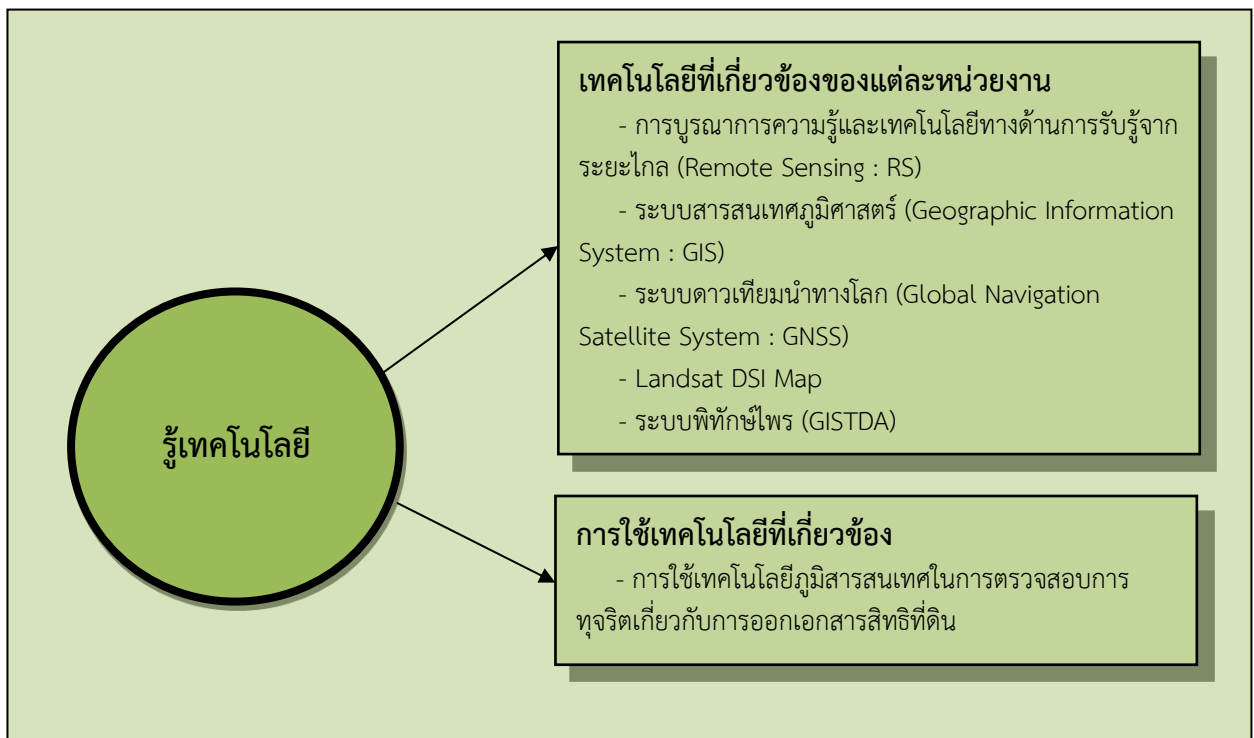 เทคโนโลยีที่เกี่ยวข้องของแต่ละหน่วยงาน
- การบูรณาการความรู้และเทคโนโลยีทางด้านการรับรู้จาก
ระยะไกล (Remote Sensing : RS)
- ระบบสารสนเทศภูมิศาสตร์ (Geographic Information
System : GIS)
- ระบบดาวเทียมนำทางโลก (Global Navigation
Satellite System : GNSS)
- Landsat DSI Map
- ระบบพิทักษ์ไพร (GISTDA)
รู้เทคโนโลยี
การใช้เทคโนโลยีที่เกี่ยวข้อง
- การใช้เทคโนโลยีภูมิสารสนเทศในการตรวจสอบการ
ทุจริตเกี่ยวกับการออกเอกสารสิทธิที่ดิน